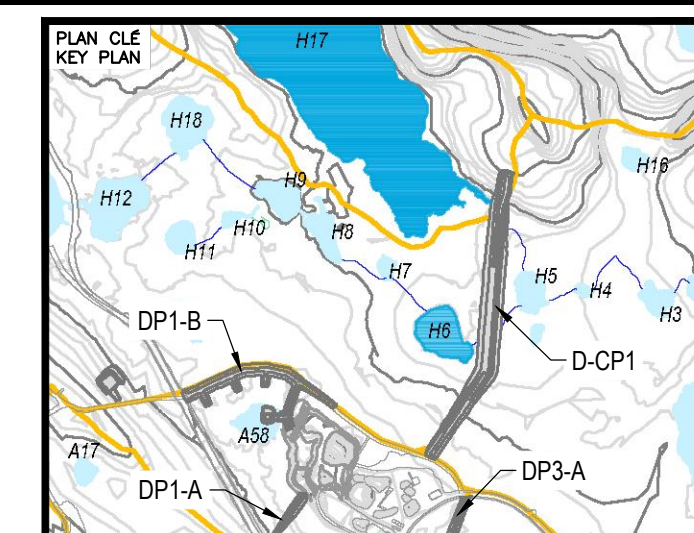 PLAN CLÉ
KEY PLAN
H17
H18
H16
H12
H9
H10
H8
H11
H7
H5
H4
H3
H6
DP1-B
D-CP1
A58
A17
DP3-A
DP1-A